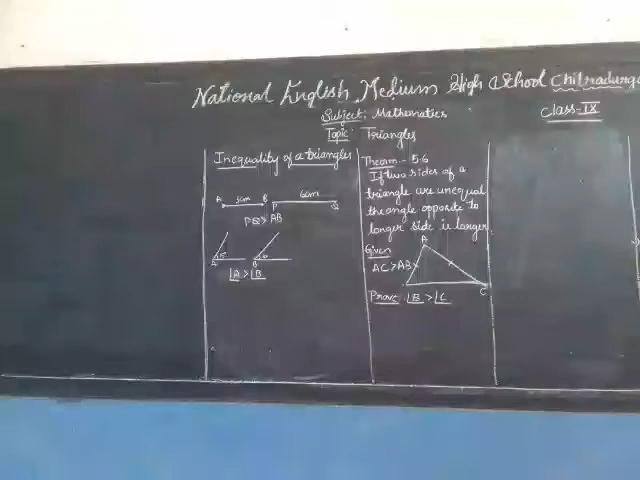 National English Medium High School Chitradurga
Subject: Mathematics
Class-IX
Topic: Triangles
Inequality of a triangles
A 3cm B
P 6cm Q
PQ > AB
A B
∠A > ∠B
Theorem - 5.6
If two sides of a
triangle are unequal
the angle opposite to
longer side is larger
Given
AC > AB
A
C
Prove: ∠B > ∠C